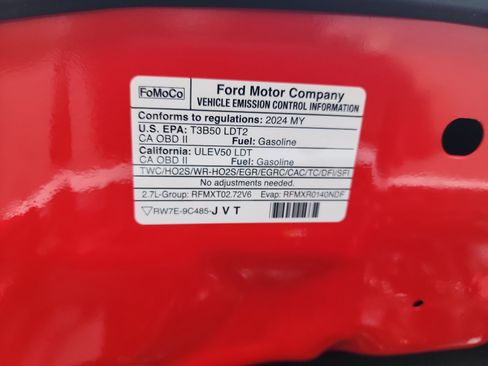 FoMoCo
Ford Motor Company
VEHICLE EMISSION CONTROL INFORMATION
Conforms to regulations: 2024 MY
U.S. EPA: T3B50 LDT2
CA OBD II Fuel: Gasoline
California: ULEV50 LDT
CA OBD II Fuel: Gasoline
TWC/HO2S/WR-HO2S/EGR/EGRC/CAC/TC/DFI/SFI
No adjustments needed.
2.7L-Group: RFMXT02.72V6 Evap: RFMXR0140NDF
RW7E-9C485-JVT